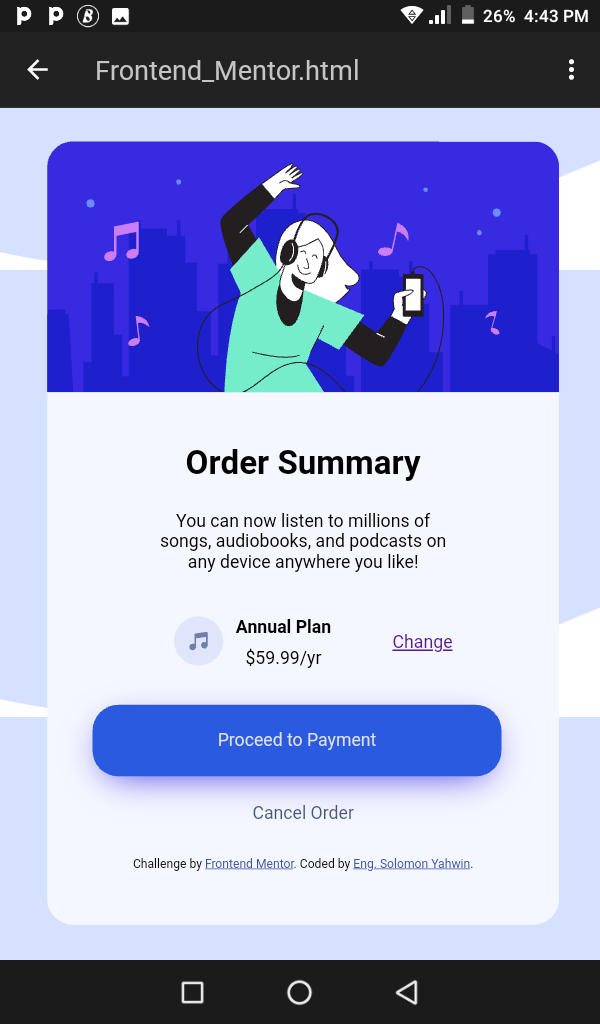 26% 4:43 PM
Frontend_Mentor.html
Order Summary
You can now listen to millions of
songs, audiobooks, and podcasts on
any device anywhere you like!
Annual Plan
$59.99/yr
Change
Proceed to Payment
Cancel Order
Challenge by Frontend Mentor. Coded by Eng. Solomon Yahwin.